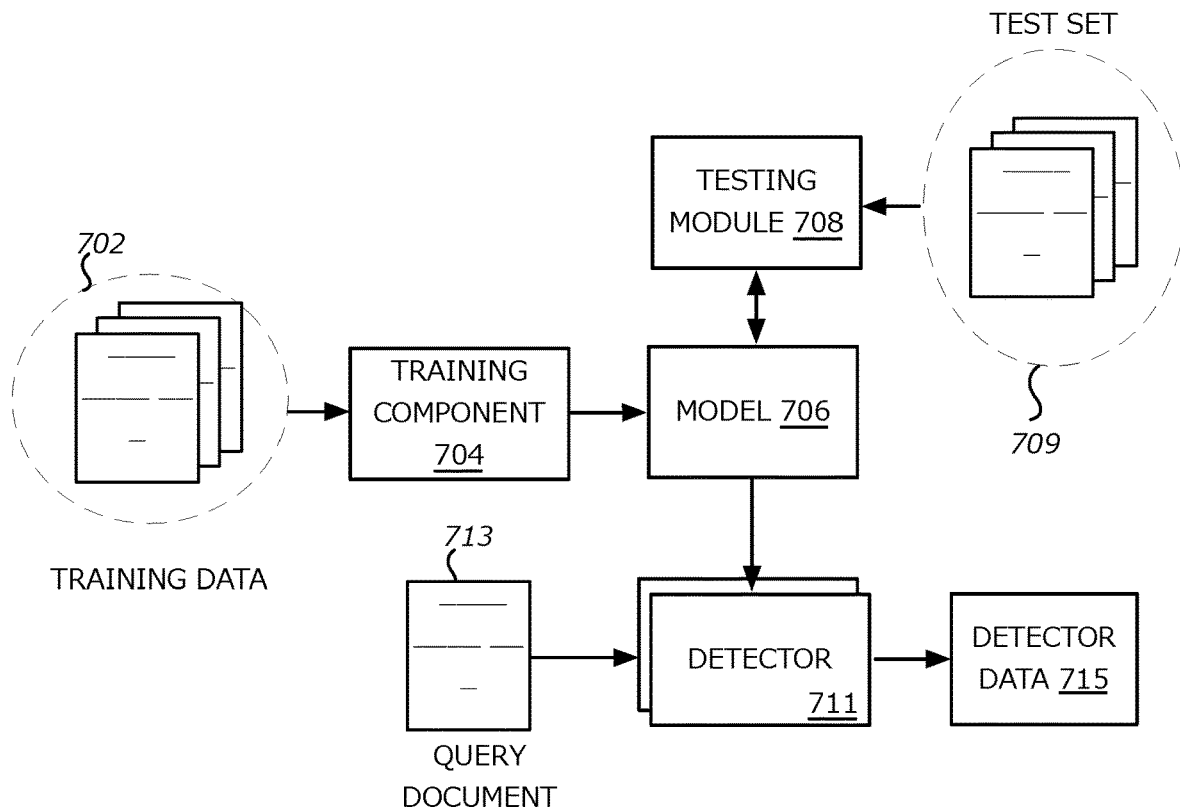 TEST SET
TESTING
MODULE 708
702
TRAINING
COMPONENT
704
MODEL 706
709
TRAINING DATA
713
DETECTOR
711
DETECTOR
DATA 715
QUERY
DOCUMENT